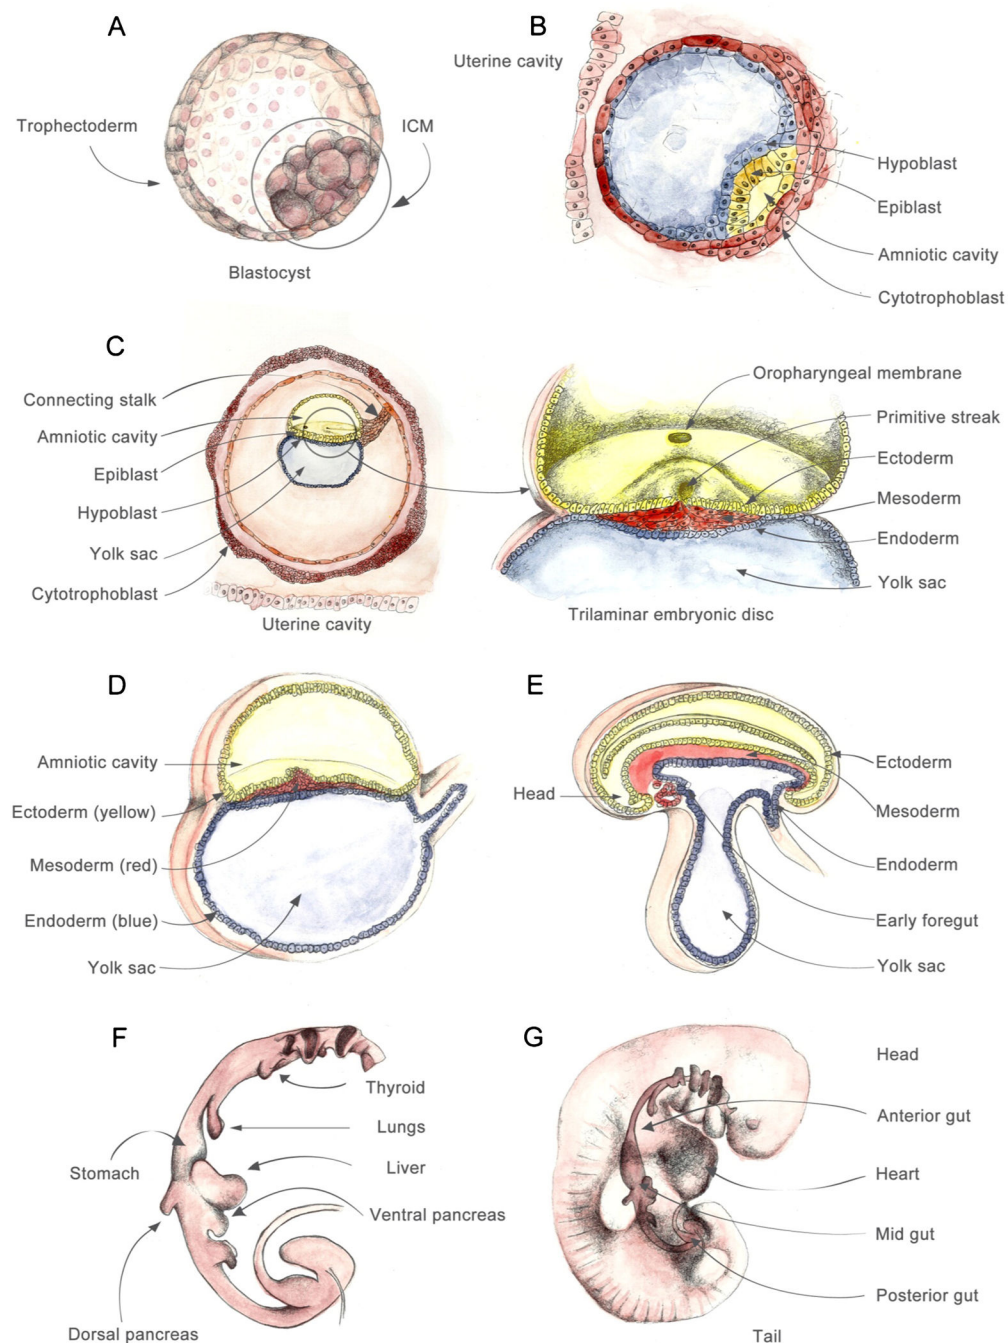 A
Trophectoderm
ICM
Blastocyst
B
Uterine cavity
Hypoblast
Epiblast
Amniotic cavity
Cytotrophoblast
C
Connecting stalk
Amniotic cavity
Epiblast
Hypoblast
Yolk sac
Cytotrophoblast
Uterine cavity
Oropharyngeal membrane
Primitive streak
Ectoderm
Mesoderm
Endoderm
Yolk sac
Trilaminar embryonic disc
D
Amniotic cavity
Ectoderm (yellow)
Mesoderm (red)
Endoderm (blue)
Yolk sac
E
Head
Ectoderm
Mesoderm
Endoderm
Early foregut
Yolk sac
F
Thyroid
Lungs
Stomach
Liver
Ventral pancreas
Dorsal pancreas
G
Head
Anterior gut
Heart
Mid gut
Posterior gut
Tail